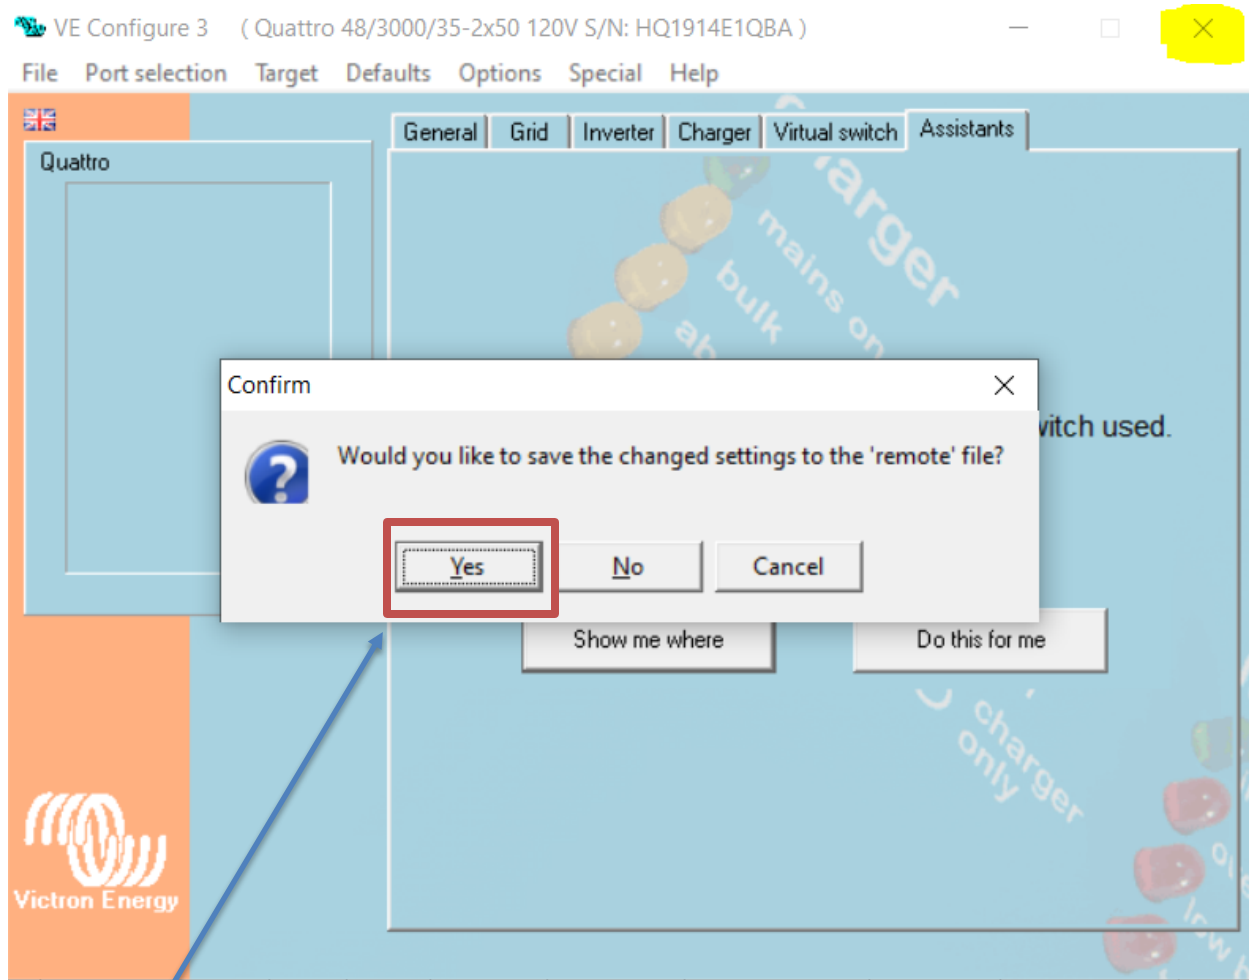 VE Configure 3 ( Quattro 48/3000/35-2x50 120V S/N: HQ1914E1QBA )
File Port selection Target Defaults Options Special Help
General Grid Inverter Charger Virtual switch Assistants
Quattro
charger
mains on
bulk
Confirm
Would you like to save the changed settings to the 'remote' file?
Yes No Cancel
used.
Show me where Do this for me
charger
only
Victron Energy